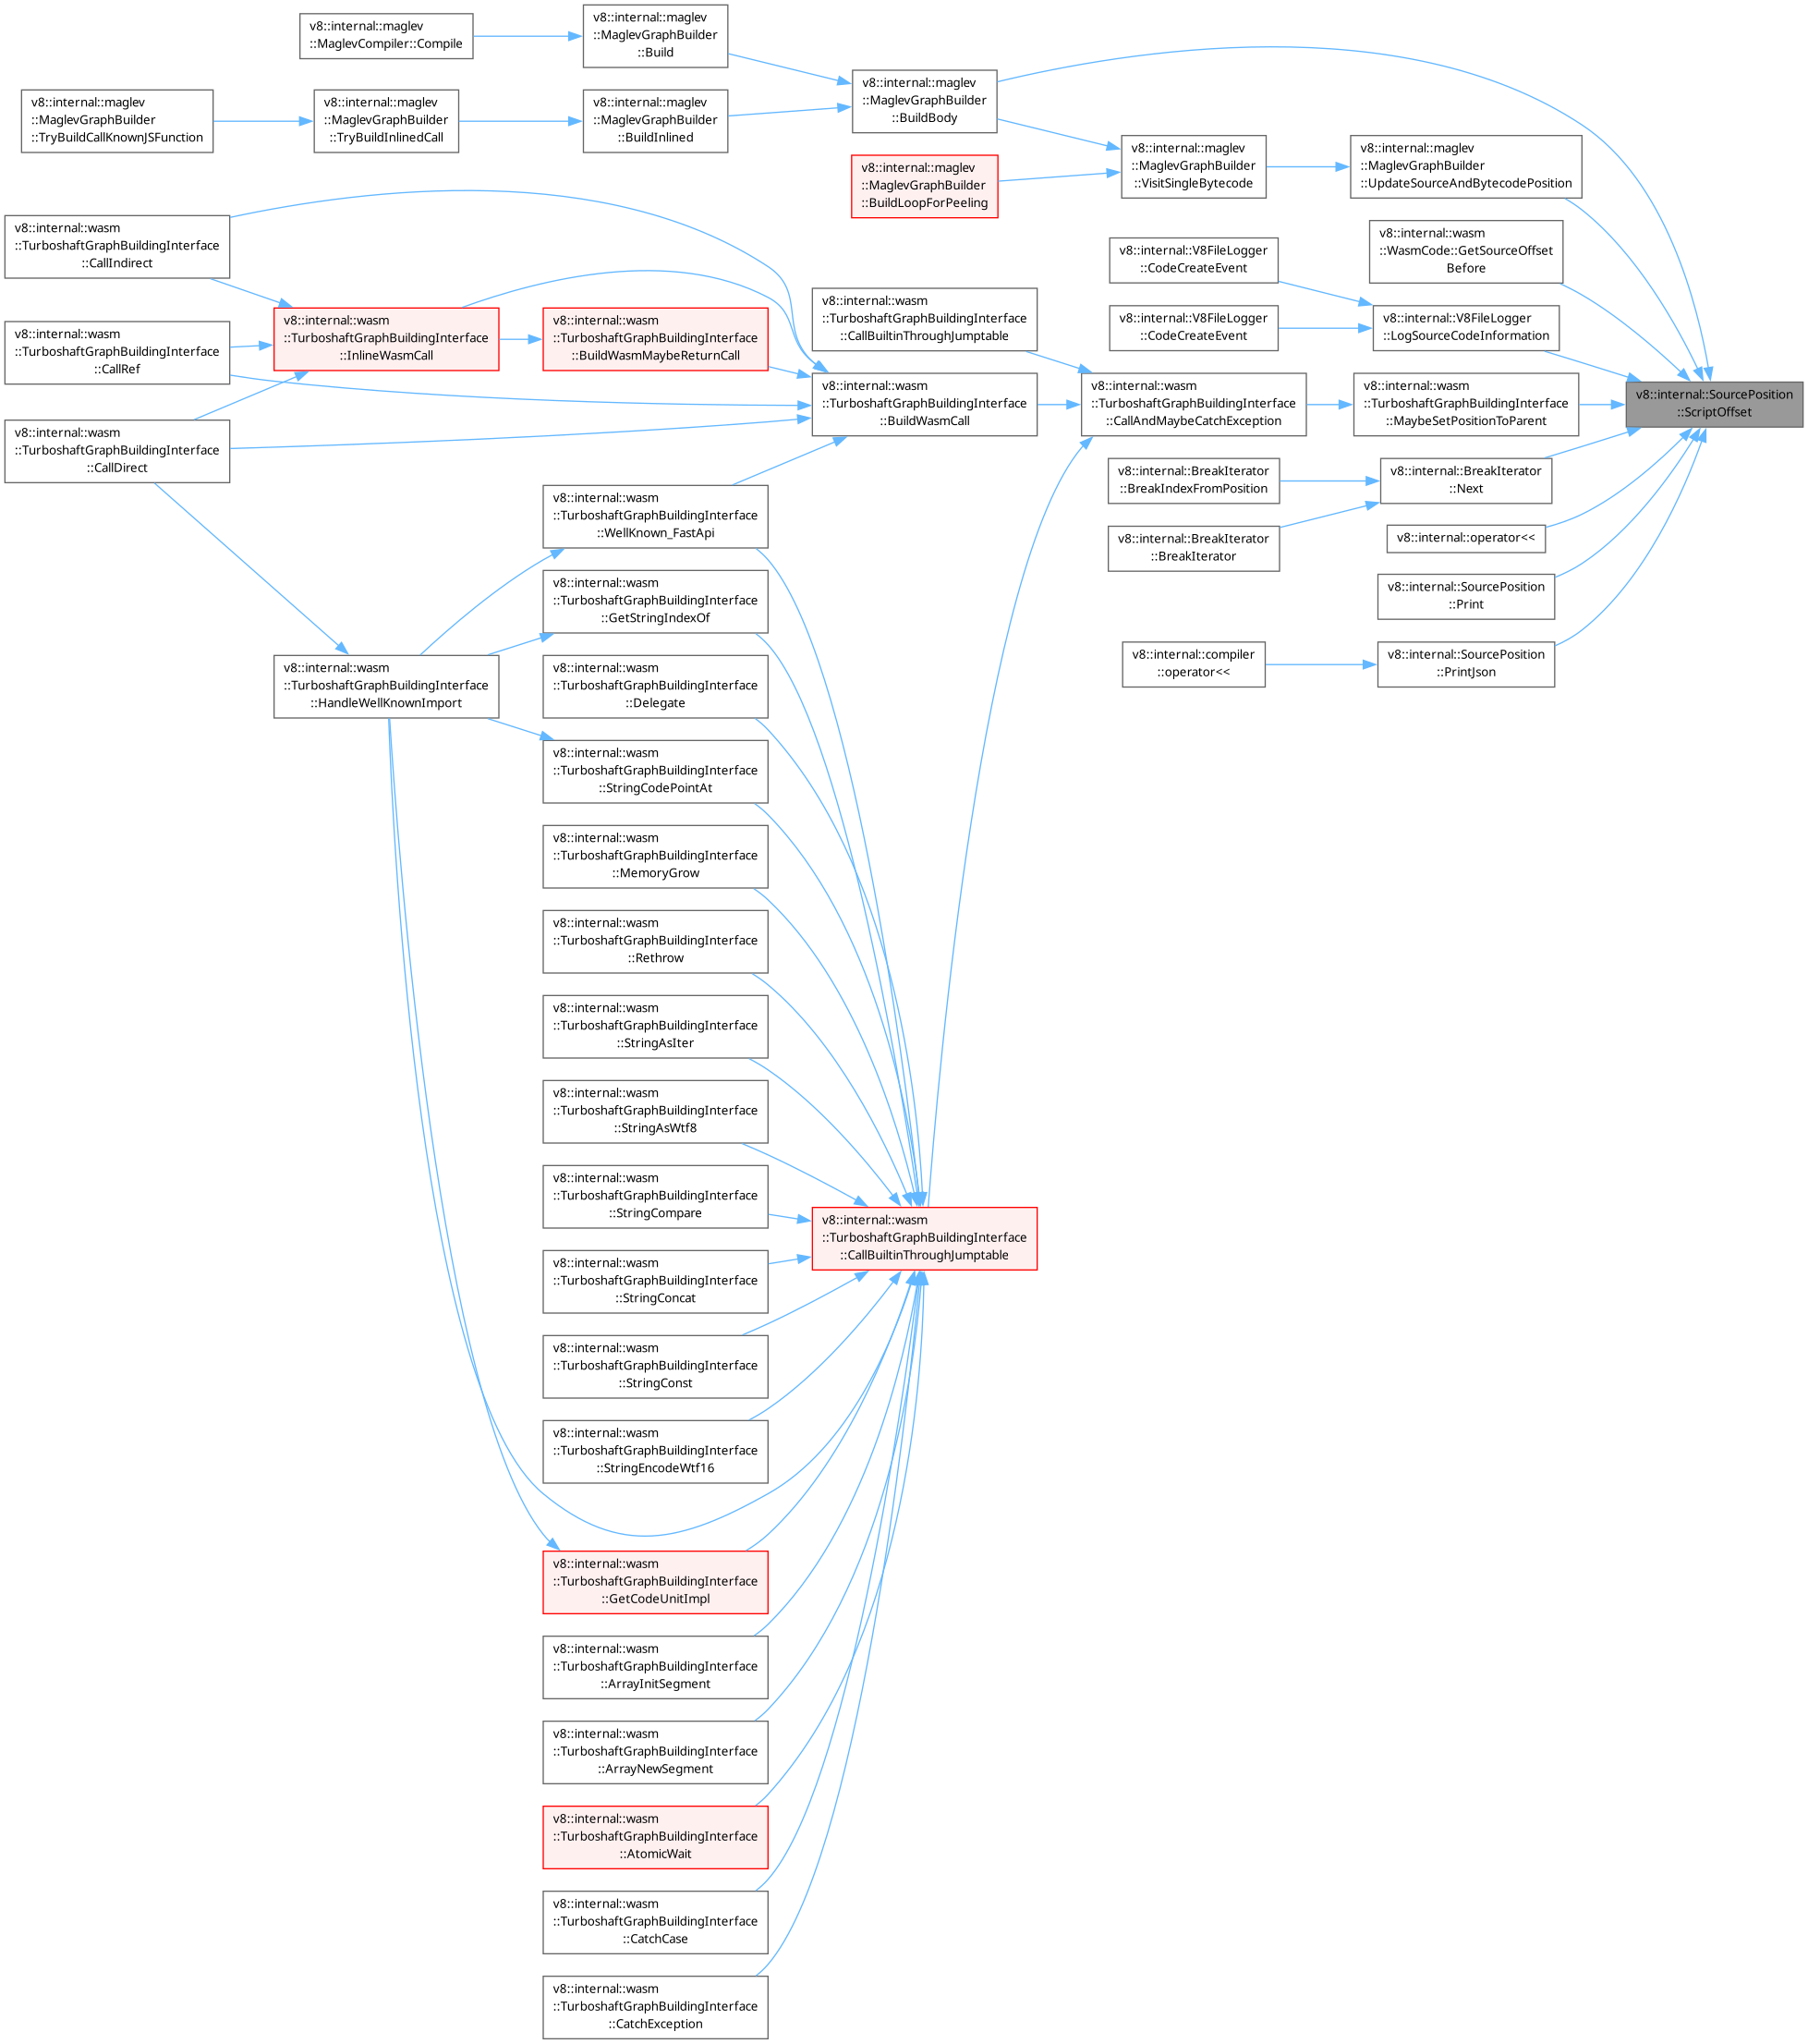 v8::internal::maglev
::MaglevCompiler::Compile
v8::internal::maglev
::MaglevGraphBuilder
::Build
v8::internal::maglev
::MaglevGraphBuilder
::TryBuildCallKnownJSFunction
v8::internal::maglev
::MaglevGraphBuilder
::TryBuildInlinedCall
v8::internal::maglev
::MaglevGraphBuilder
::BuildInlined
v8::internal::maglev
::MaglevGraphBuilder
::BuildBody
v8::internal::maglev
::MaglevGraphBuilder
::BuildLoopForPeeling
v8::internal::maglev
::MaglevGraphBuilder
::VisitSingleBytecode
v8::internal::maglev
::MaglevGraphBuilder
::UpdateSourceAndBytecodePosition
v8::internal::wasm
::WasmCode::GetSourceOffset
Before
v8::internal::V8FileLogger
::CodeCreateEvent
v8::internal::V8FileLogger
::CodeCreateEvent
v8::internal::V8FileLogger
::LogSourceCodeInformation
v8::internal::SourcePosition
::ScriptOffset
v8::internal::wasm
::TurboshaftGraphBuildingInterface
::CallIndirect
v8::internal::wasm
::TurboshaftGraphBuildingInterface
::CallRef
v8::internal::wasm
::TurboshaftGraphBuildingInterface
::CallDirect
v8::internal::wasm
::TurboshaftGraphBuildingInterface
::InlineWasmCall
v8::internal::wasm
::TurboshaftGraphBuildingInterface
::BuildWasmMaybeReturnCall
v8::internal::wasm
::TurboshaftGraphBuildingInterface
::CallBuiltinThroughJumptable
v8::internal::wasm
::TurboshaftGraphBuildingInterface
::BuildWasmCall
v8::internal::wasm
::TurboshaftGraphBuildingInterface
::CallAndMaybeCatchException
v8::internal::wasm
::TurboshaftGraphBuildingInterface
::MaybeSetPositionToParent
v8::internal::BreakIterator
::BreakIndexFromPosition
v8::internal::BreakIterator
::BreakIterator
v8::internal::BreakIterator
::Next
v8::internal::operator<<
v8::internal::SourcePosition
::Print
v8::internal::compiler
::operator<<
v8::internal::SourcePosition
::PrintJson
v8::internal::wasm
::TurboshaftGraphBuildingInterface
::WellKnown_FastApi
v8::internal::wasm
::TurboshaftGraphBuildingInterface
::GetStringIndexOf
v8::internal::wasm
::TurboshaftGraphBuildingInterface
::HandleWellKnownImport
v8::internal::wasm
::TurboshaftGraphBuildingInterface
::Delegate
v8::internal::wasm
::TurboshaftGraphBuildingInterface
::StringCodePointAt
v8::internal::wasm
::TurboshaftGraphBuildingInterface
::MemoryGrow
v8::internal::wasm
::TurboshaftGraphBuildingInterface
::Rethrow
v8::internal::wasm
::TurboshaftGraphBuildingInterface
::StringAsIter
v8::internal::wasm
::TurboshaftGraphBuildingInterface
::StringAsWtf8
v8::internal::wasm
::TurboshaftGraphBuildingInterface
::StringCompare
v8::internal::wasm
::TurboshaftGraphBuildingInterface
::CallBuiltinThroughJumptable
v8::internal::wasm
::TurboshaftGraphBuildingInterface
::StringConcat
v8::internal::wasm
::TurboshaftGraphBuildingInterface
::StringConst
v8::internal::wasm
::TurboshaftGraphBuildingInterface
::StringEncodeWtf16
v8::internal::wasm
::TurboshaftGraphBuildingInterface
::GetCodeUnitImpl
v8::internal::wasm
::TurboshaftGraphBuildingInterface
::ArrayInitSegment
v8::internal::wasm
::TurboshaftGraphBuildingInterface
::ArrayNewSegment
v8::internal::wasm
::TurboshaftGraphBuildingInterface
::AtomicWait
v8::internal::wasm
::TurboshaftGraphBuildingInterface
::CatchCase
v8::internal::wasm
::TurboshaftGraphBuildingInterface
::CatchException